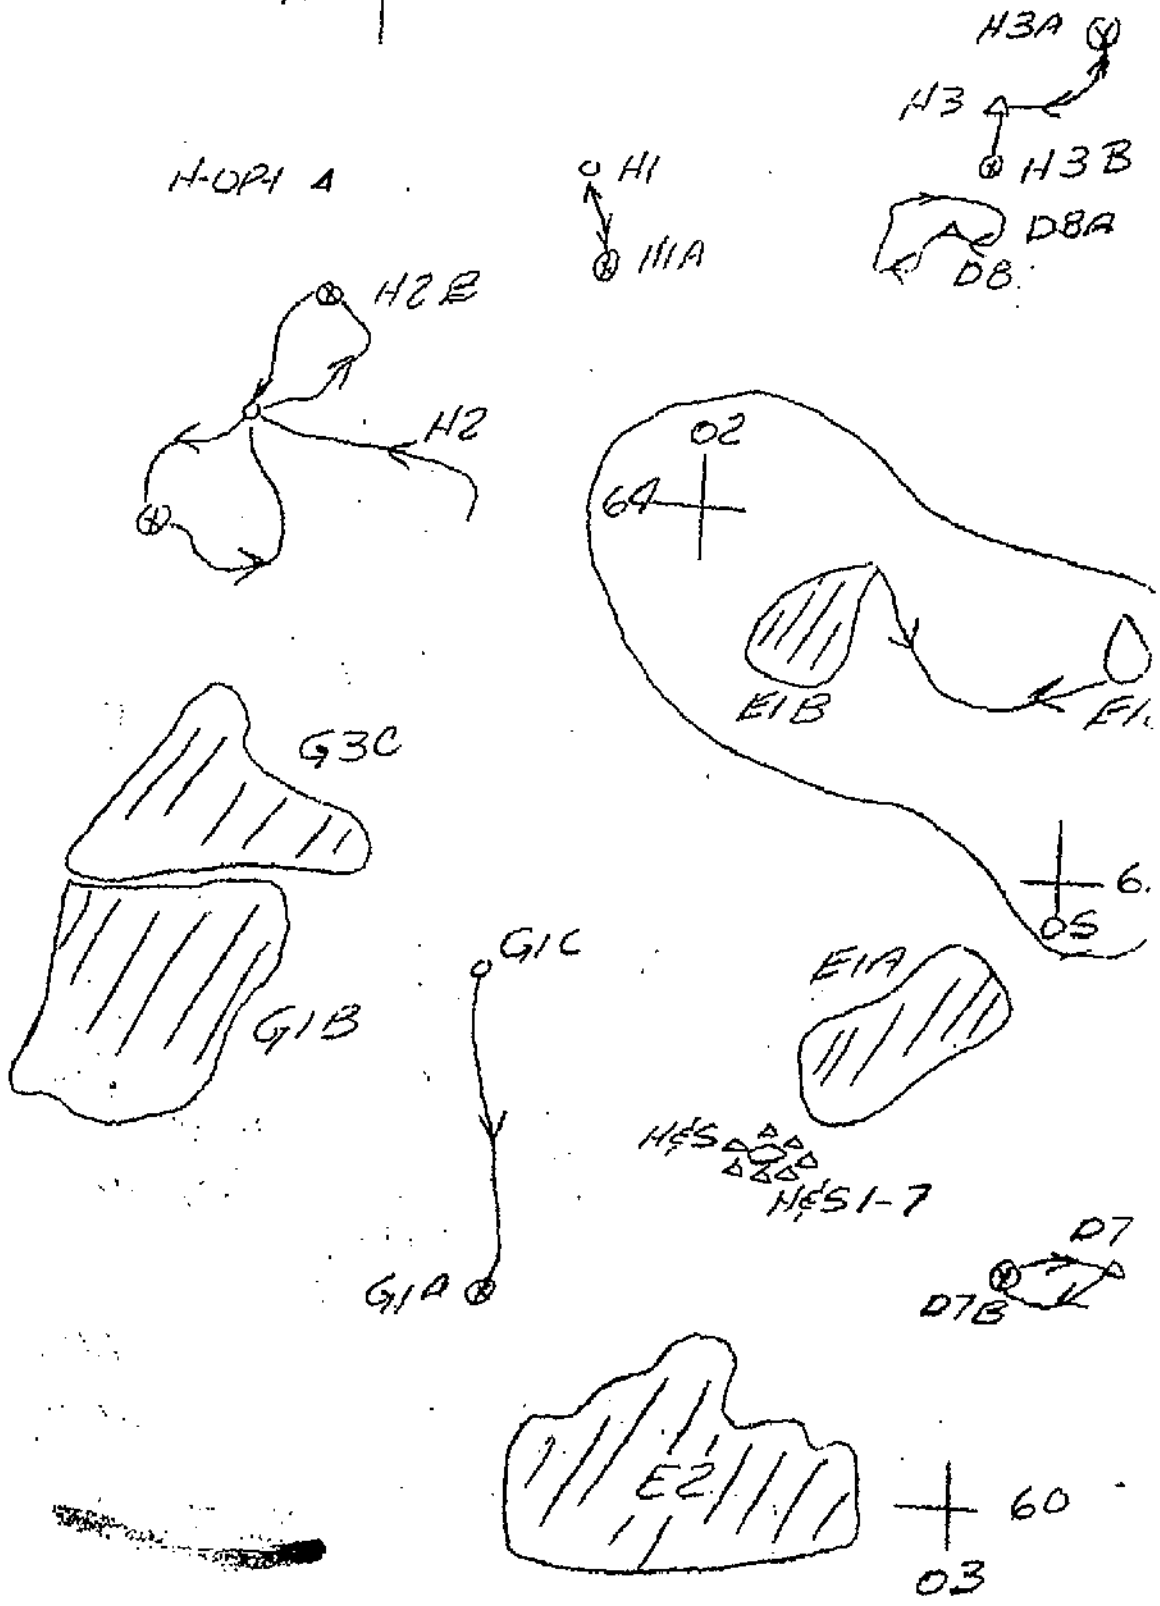 H3A
H3
H3B
H-OP4
H1
H1A
D8A
D8
H2B
H2
02
64
E1B
G3C
6.
05
G1C
E1A
G1B
H&S
H&S 1-7
D7
G1A
D7B
E2
60
03